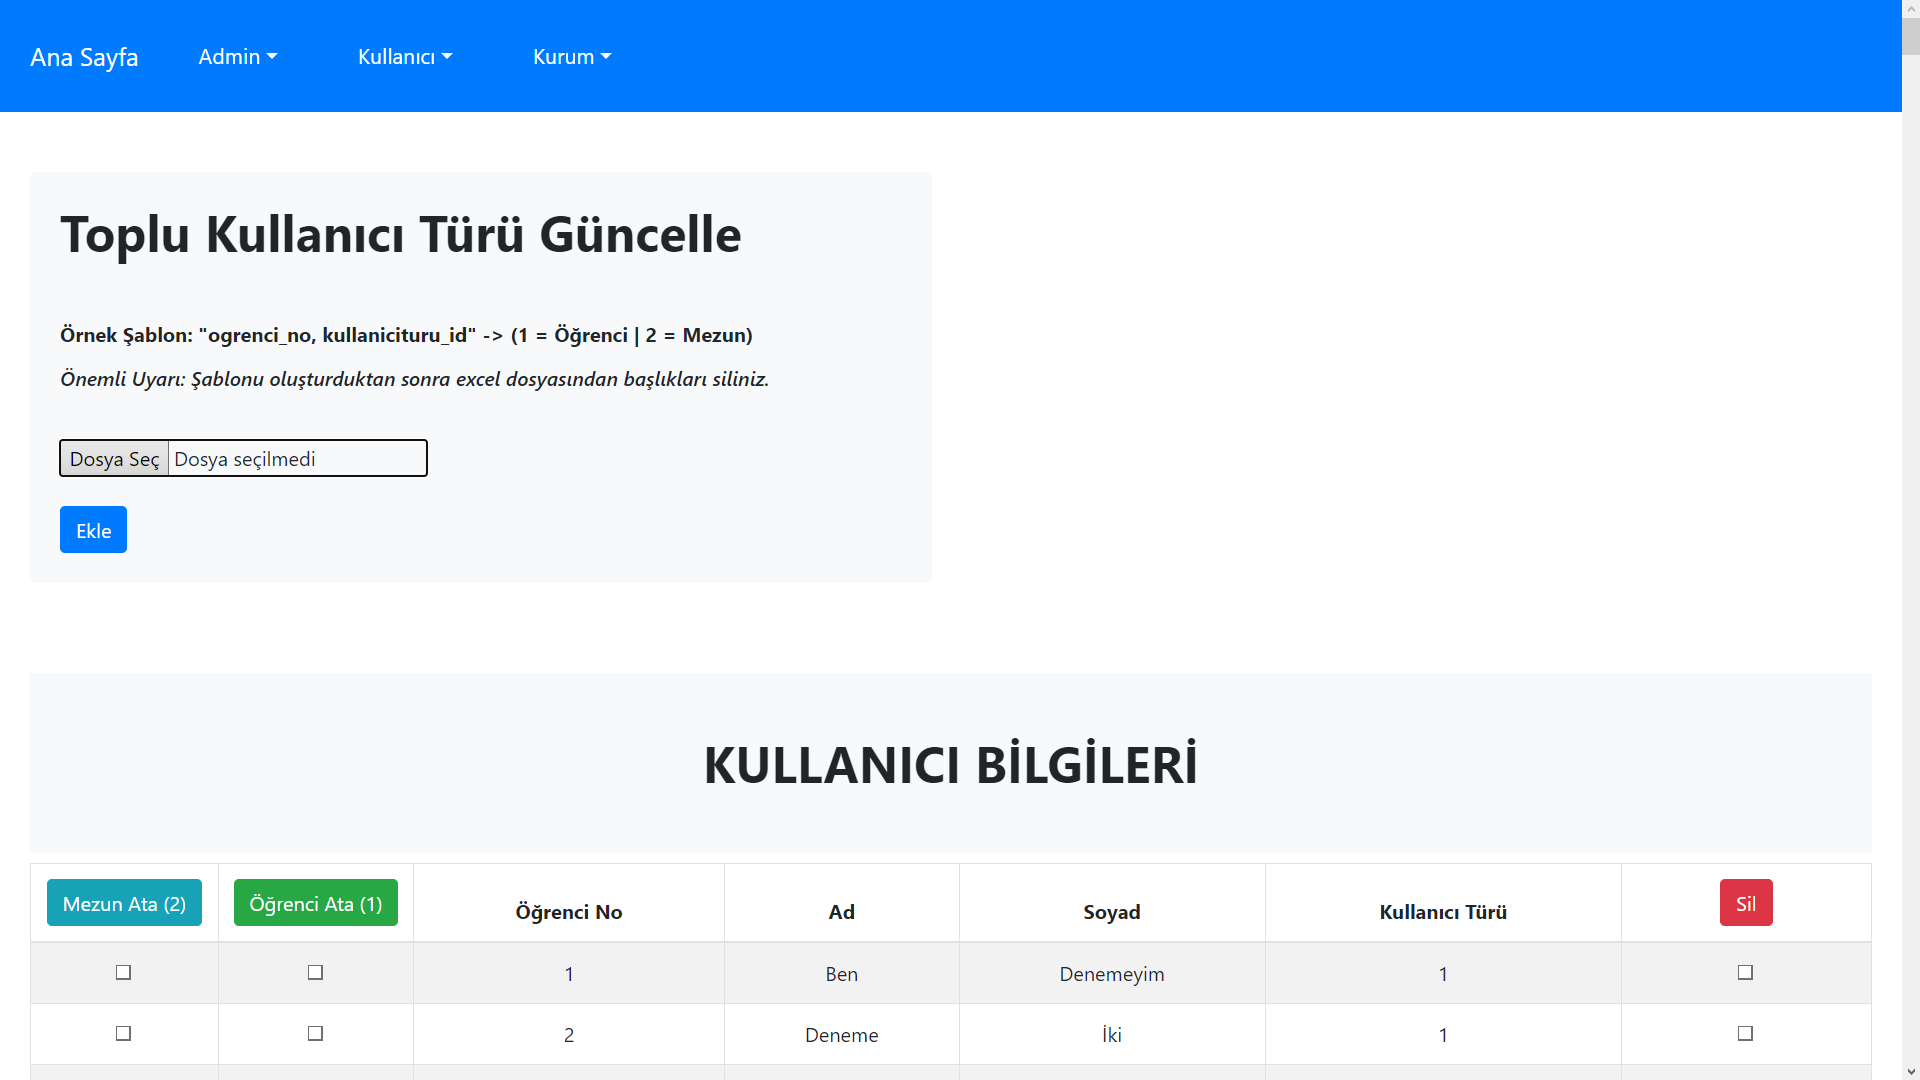 Ana Sayfa Admin Kullanıcı Kurum
Toplu Kullanıcı Türü Güncelle
Örnek Şablon: "ogrenci_no, kullanicituru_id" -> (1 = Öğrenci | 2 = Mezun)
Önemli Uyarı: Şablonu oluşturduktan sonra excel dosyasından başlıkları siliniz.
Dosya Seç Dosya seçilmedi
Ekle
KULLANICI BİLGİLERİ
Mezun Ata (2) Öğrenci Ata (1) Öğrenci No Ad Soyad Kullanıcı Türü Sil
1 Ben Denemeyim 1
2 Deneme İki 1